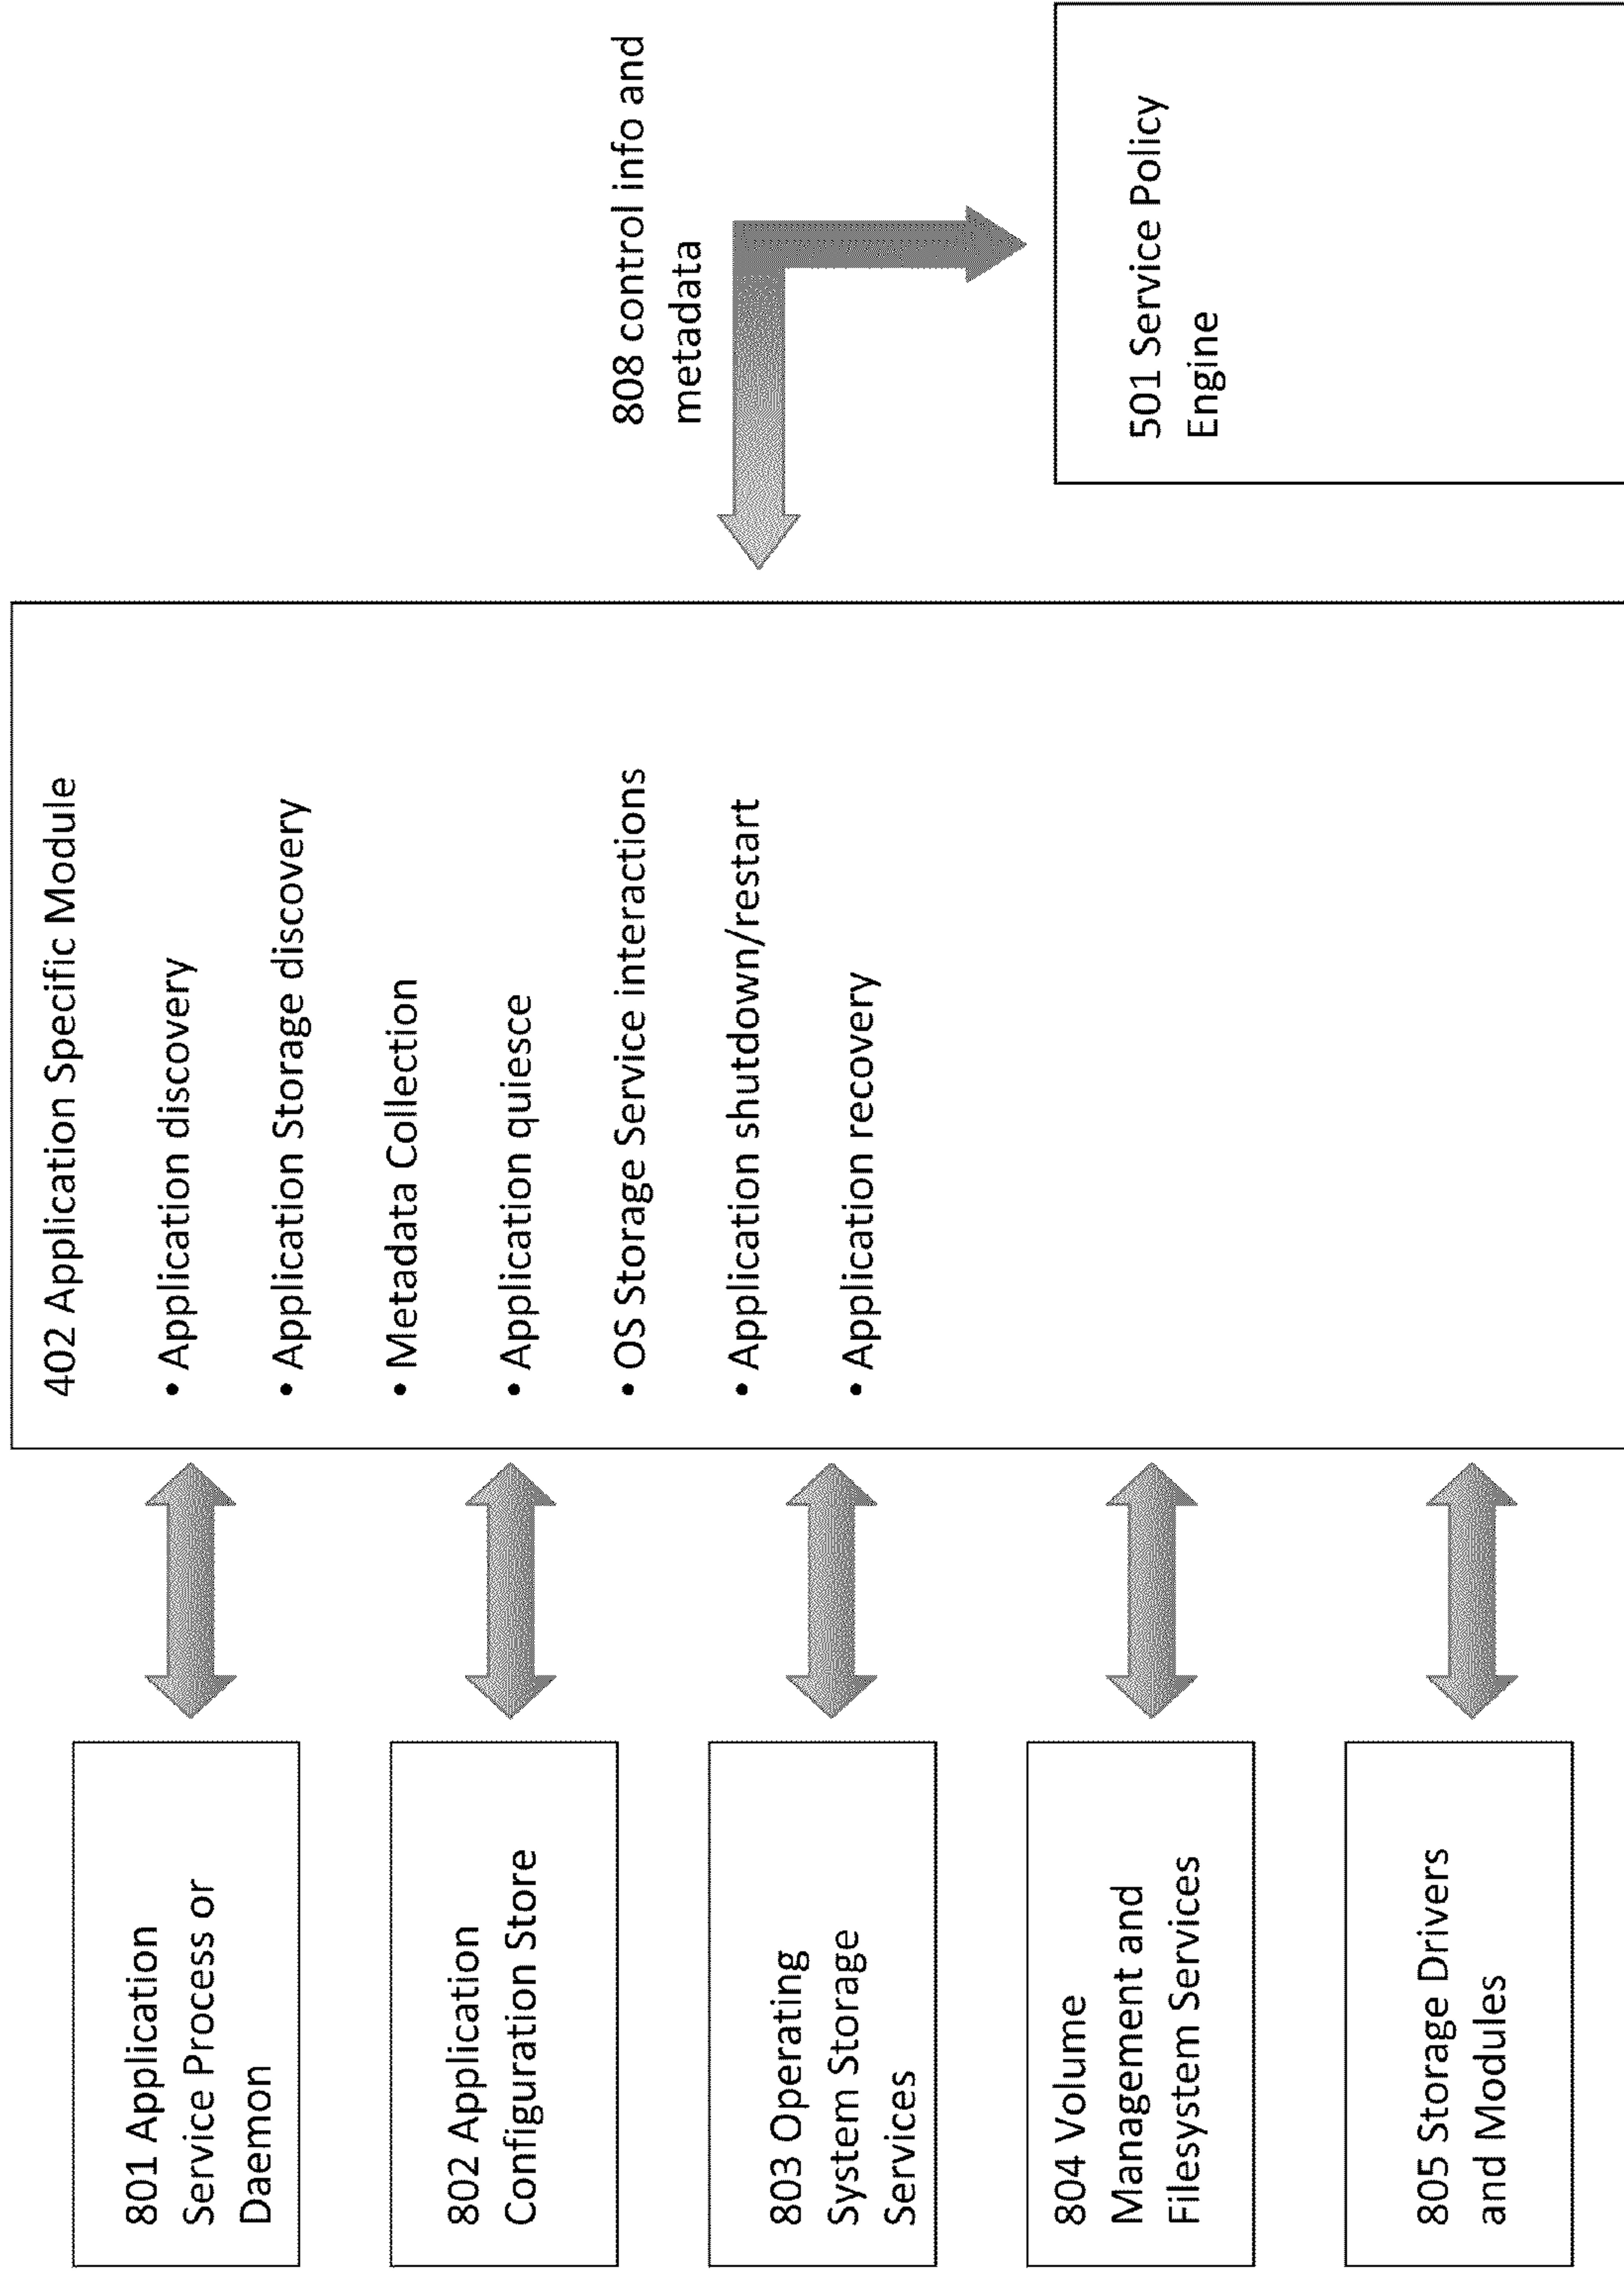 801 Application
Service Process or
Daemon
802 Application
Configuration Store
803 Operating
System Storage
Services
804 Volume
Management and
Filesystem Services
805 Storage Drivers
and Modules
402 Application Specific Module
• Application discovery
• Application Storage discovery
• Metadata Collection
• Application quiesce
• OS Storage Service interactions
• Application shutdown/restart
• Application recovery
808 control info and
metadata
501 Service Policy
Engine